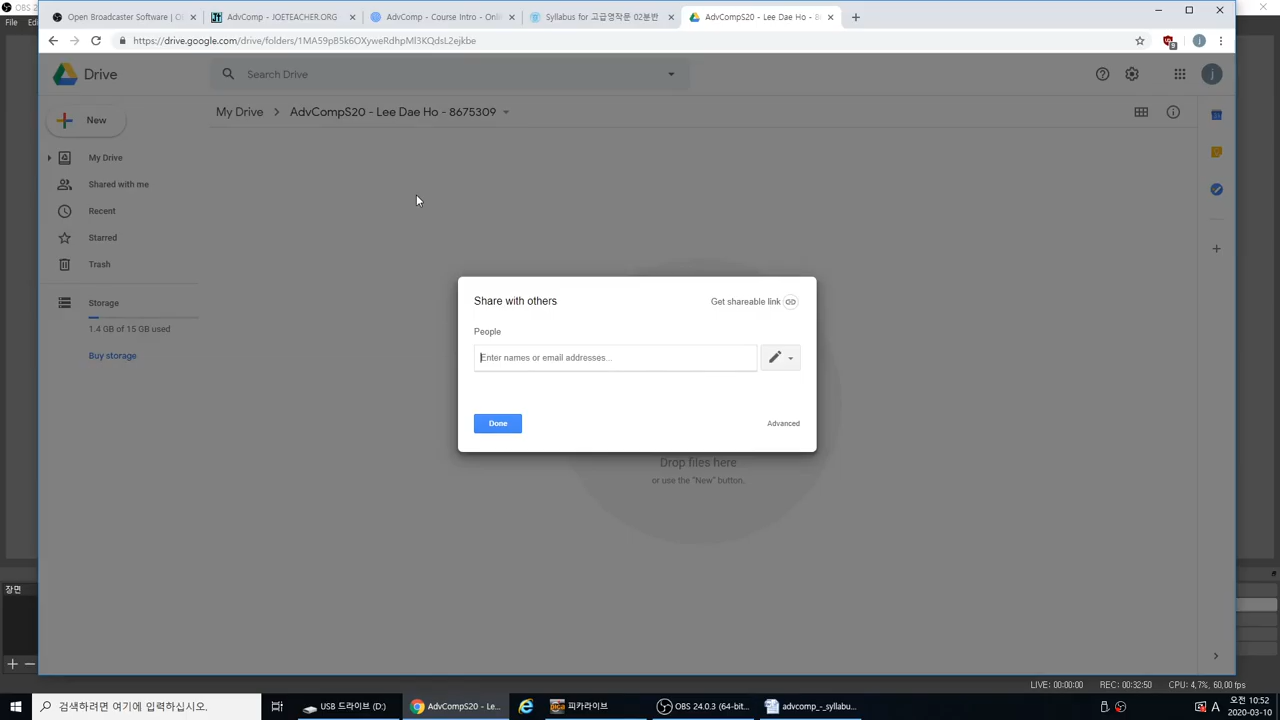 OBS 2
Open Broadcaster Software | O
AdvComp - JOETEACHER.ORG
AdvComp - Course Intro - Onli
Syllabus for 고급영작문 02분반
AdvCompS20 - Lee Dae Ho - 8
File
https://drive.google.com/drive/folders/1MA59pB5k6OXyweRdhpMl3KQdsL2ejkbe
Drive
Search Drive
New
My Drive
AdvCompS20 - Lee Dae Ho - 8675309
My Drive
Shared with me
Recent
Starred
Trash
Storage
1.4 GB of 15 GB used
Buy storage
Share with others
Get shareable link
People
Enter names or email addresses...
Done
Advanced
Drop files here
or use the "New" button.
장면
LIVE: 00:00:00
REC: 00:32:50
CPU: 4,7%, 60,00 fps
검색하려면 여기에 입력하십시오.
USB 드라이브 (D:)
AdvCompS20 - Le...
피카라이브
OBS 24.0.3 (64-bit...
advcomp_-_syllabu...
A
오전 10:52
2020-03-10